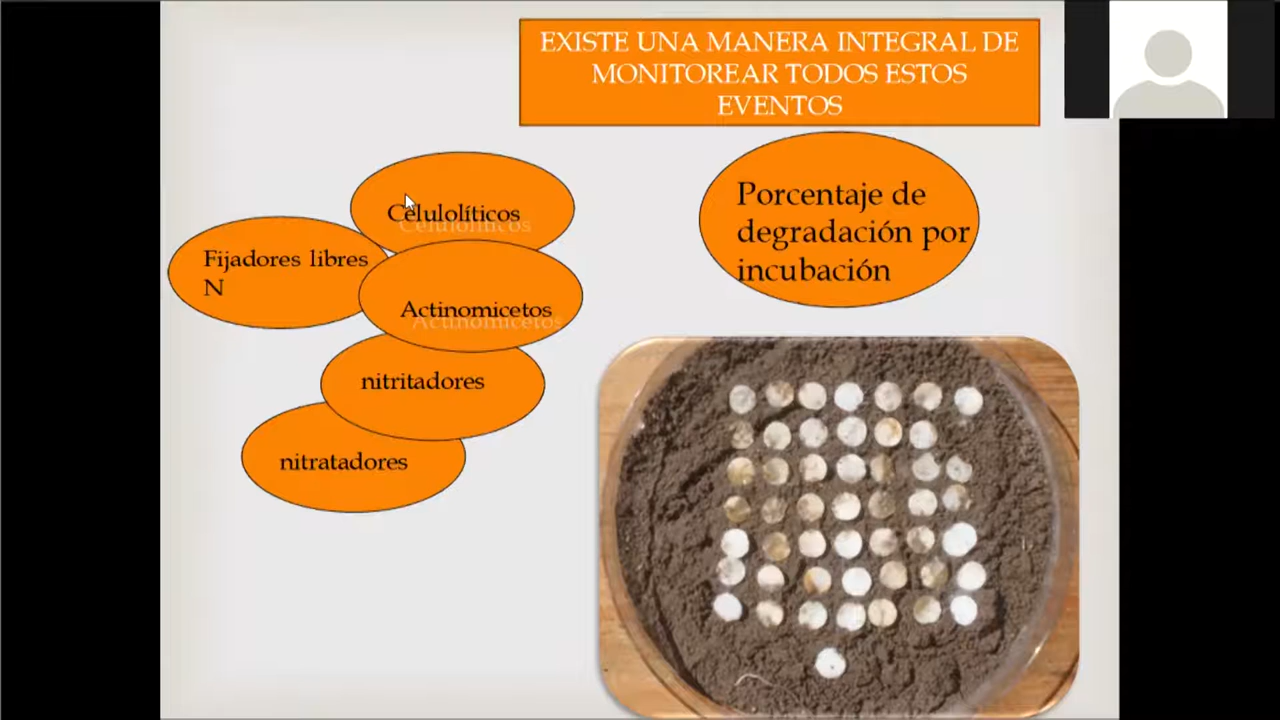 EXISTE UNA MANERA INTEGRAL DE
MONITOREAR TODOS ESTOS
EVENTOS
Celulolíticos
Fijadores libres
N
Actinomicetos
nitritadores
nitratadores
Porcentaje de
degradación por
incubación